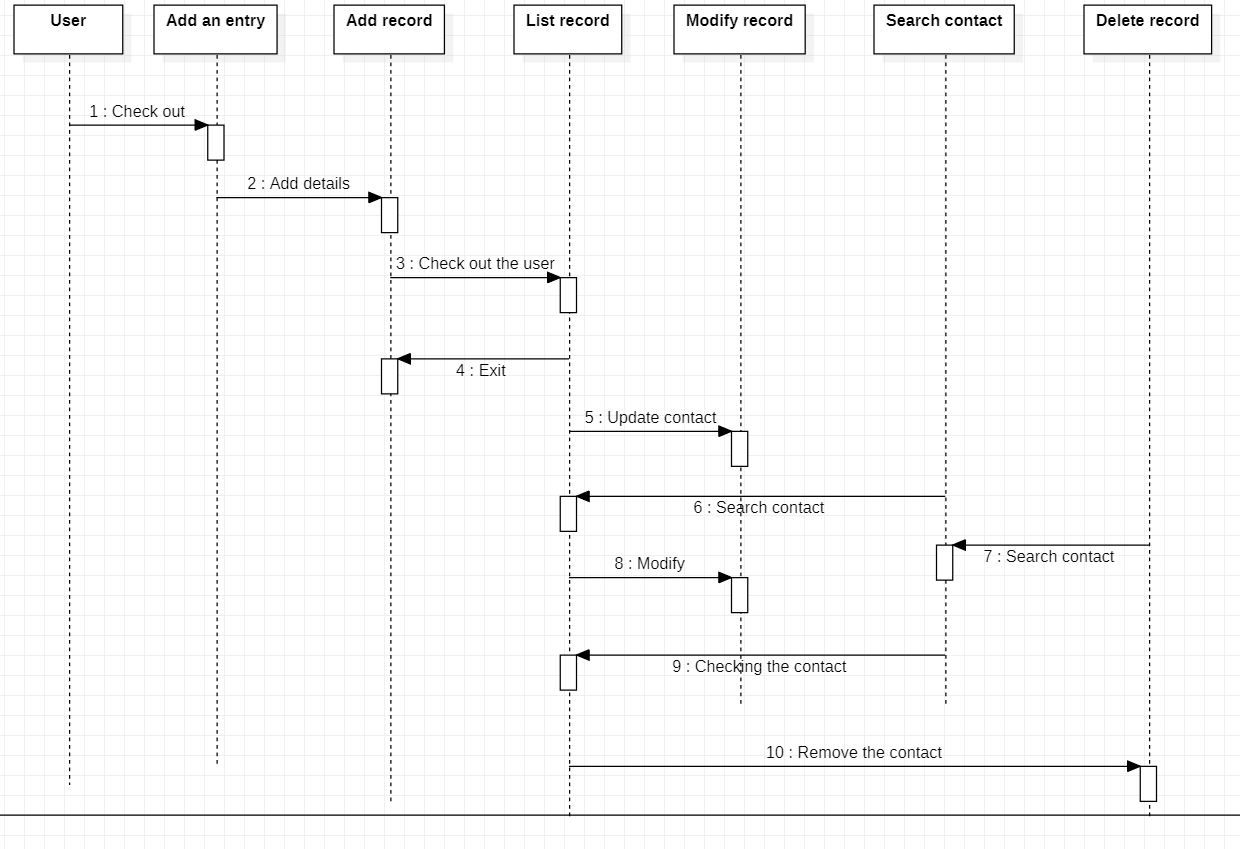 User
Add an entry
Add record
List record
Modify record
Search contact
Delete record
1 : Check out
2 : Add details
3 : Check out the user
4 : Exit
5 : Update contact
6 : Search contact
7 : Search contact
8 : Modify
9 : Checking the contact
10 : Remove the contact